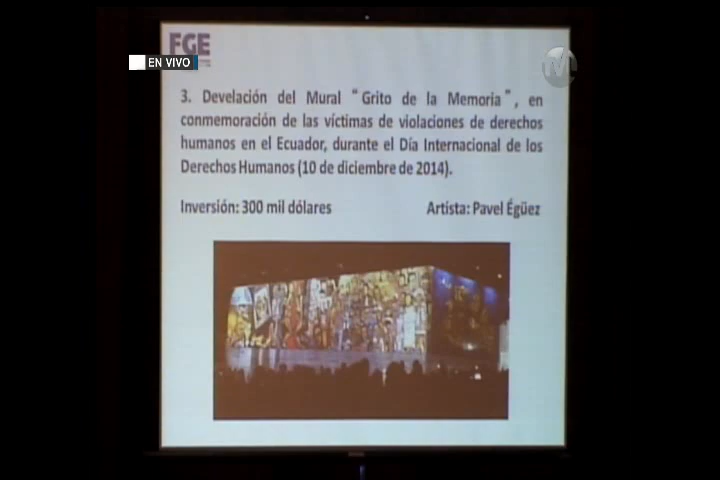 FGE
EN VIVO
M
3. Develación del Mural “Grito de la Memoria”, en
conmemoración de las víctimas de violaciones de derechos
humanos en el Ecuador, durante el Día Internacional de los
Derechos Humanos (10 de diciembre de 2014).
Inversión: 300 mil dólares Artista: Pavel Égüez